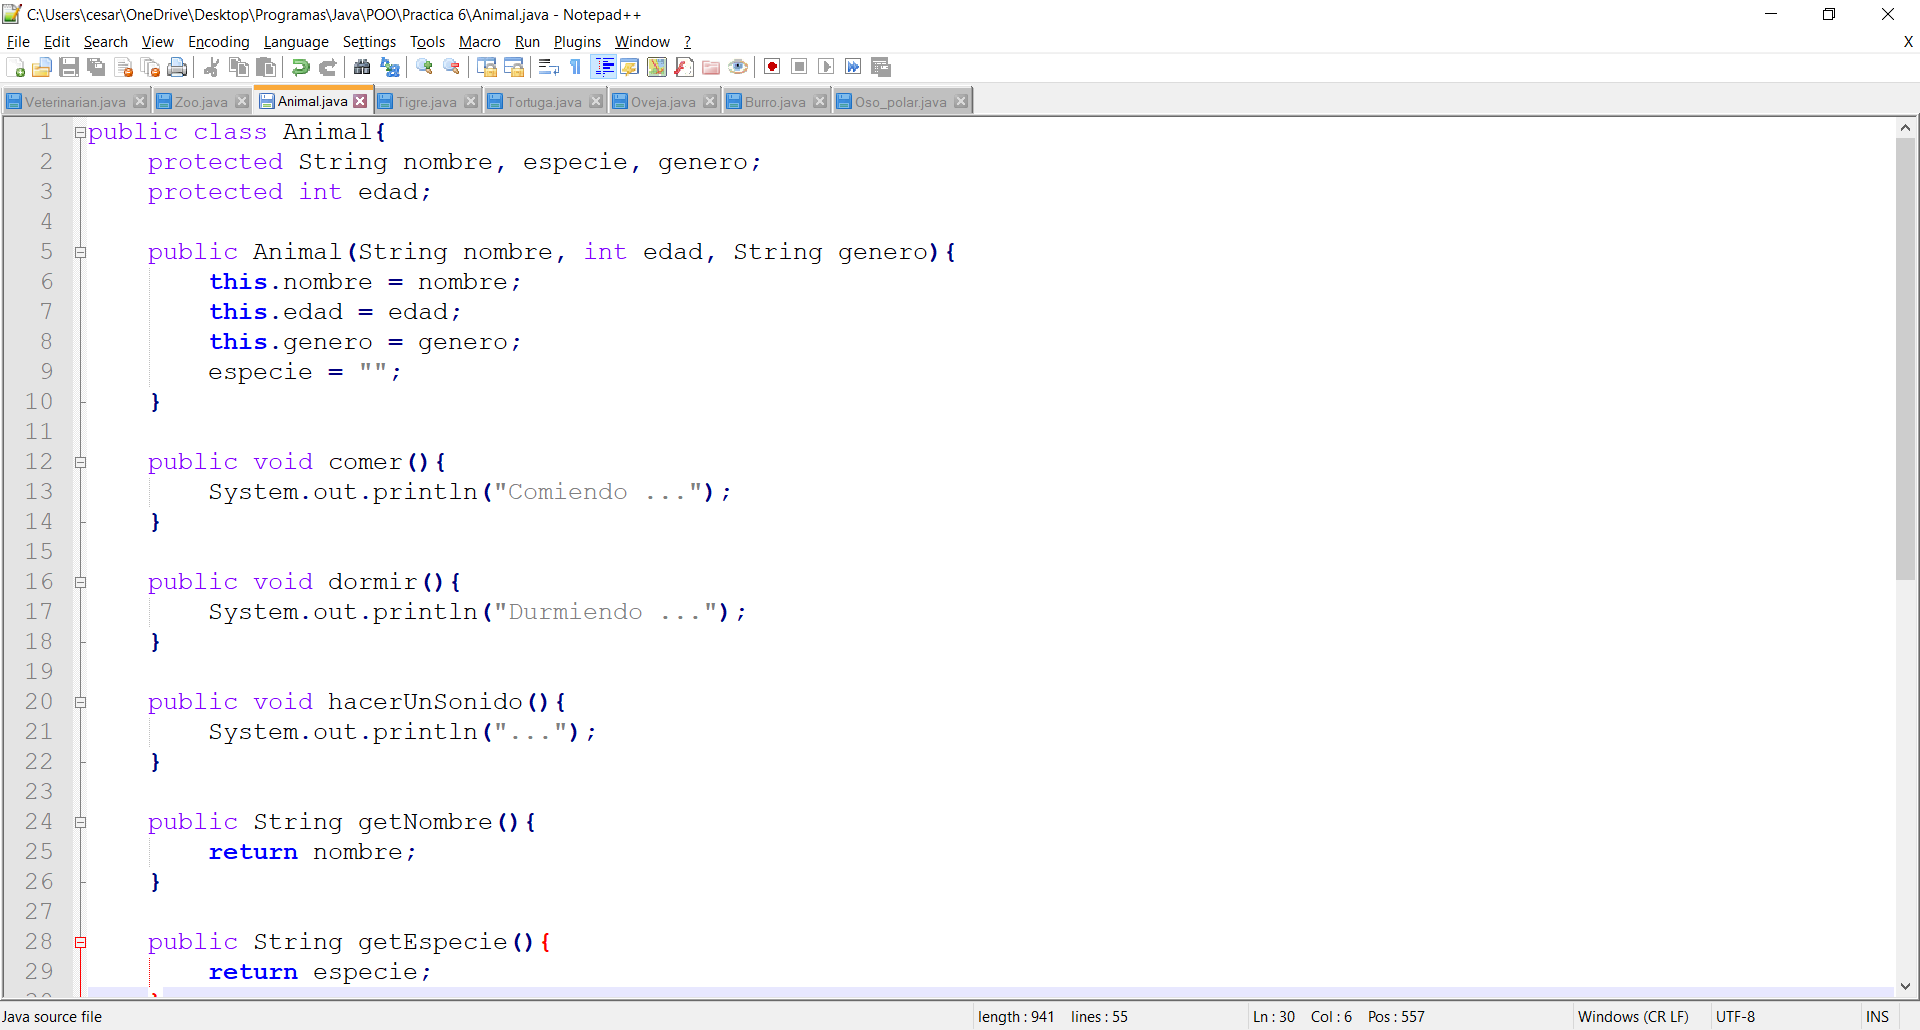 C:\Users\cesar\OneDrive\Desktop\Programas\Java\POO\Practica 6\Animal.java - Notepad++
File Edit Search View Encoding Language Settings Tools Macro Run Plugins Window ? X
Veterinarian.java Zoo.java Animal.java Tigre.java Tortuga.java Oveja.java Burro.java Oso_polar.java
1 public class Animal{
2 protected String nombre, especie, genero;
3 protected int edad;
4
5 public Animal(String nombre, int edad, String genero){
6 this.nombre = nombre;
7 this.edad = edad;
8 this.genero = genero;
9 especie = "";
10 }
11
12 public void comer(){
13 System.out.println("Comiendo ...");
14 }
15
16 public void dormir(){
17 System.out.println("Durmiendo ...");
18 }
19
20 public void hacerUnSonido(){
21 System.out.println("...");
22 }
23
24 public String getNombre(){
25 return nombre;
26 }
27
28 public String getEspecie(){
29 return especie;
Java source file length : 941 lines : 55 Ln : 30 Col : 6 Pos : 557 Windows (CR LF) UTF-8 INS